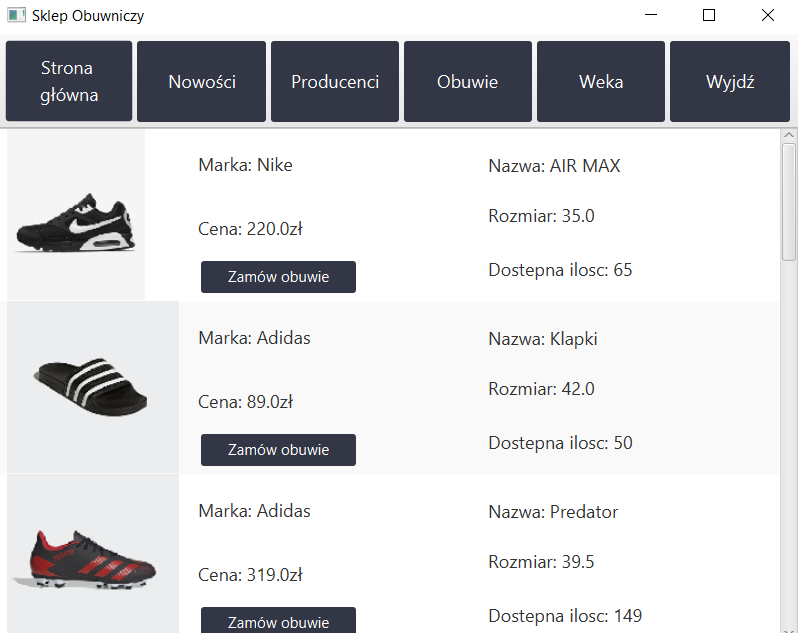 Sklep Obuwniczy
Strona
główna
Nowości
Producenci
Obuwie
Weka
Wyjdź
Marka: Nike
Nazwa: AIR MAX
Rozmiar: 35.0
Cena: 220.0zł
Dostepna ilosc: 65
Zamów obuwie
Marka: Adidas
Nazwa: Klapki
Rozmiar: 42.0
Cena: 89.0zł
Dostepna ilosc: 50
Zamów obuwie
Marka: Adidas
Nazwa: Predator
Rozmiar: 39.5
Cena: 319.0zł
Dostepna ilosc: 149
Zamów obuwie